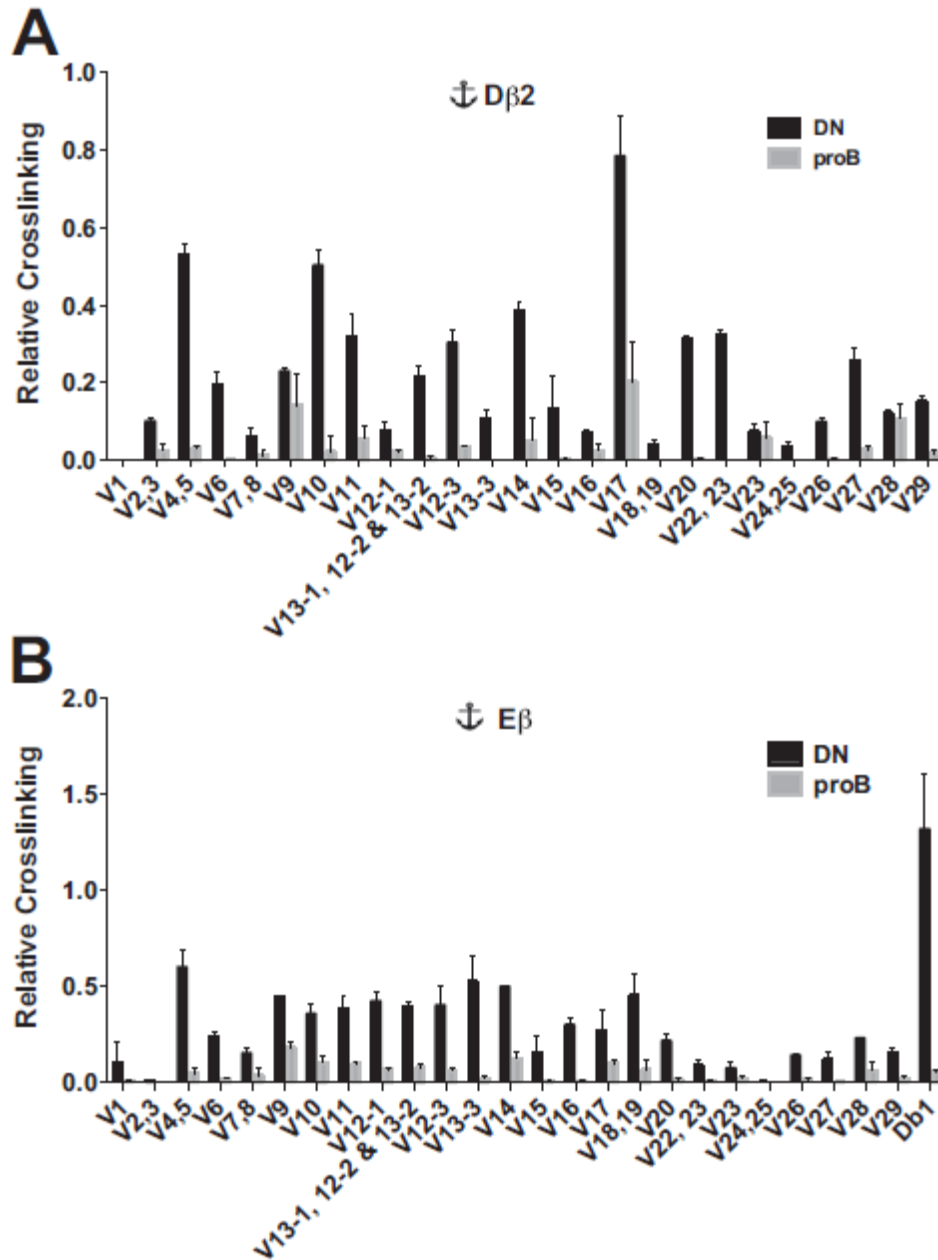 A
1.0
⚓ Dβ2
DN
proB
0.8
0.6
0.4
0.2
0.0
Relative Crosslinking
V1
V2,3
V4,5
V6
V7,8
V9
V10
V11
V12-1
V13-1, 12-2 & 13-2
V12-3
V13-3
V14
V15
V16
V17
V18, 19
V20
V22, 23
V23
V24,25
V26
V27
V28
V29
B
2.0
⚓ Eβ
DN
proB
1.5
1.0
0.5
0.0
Relative Crosslinking
V1
V2,3
V4,5
V6
V7,8
V9
V10
V11
V12-1
V13-1, 12-2 & 13-2
V12-3
V13-3
V14
V15
V16
V17
V18,19
V20
V22, 23
V23
V24,25
V26
V27
V28
V29
Db1